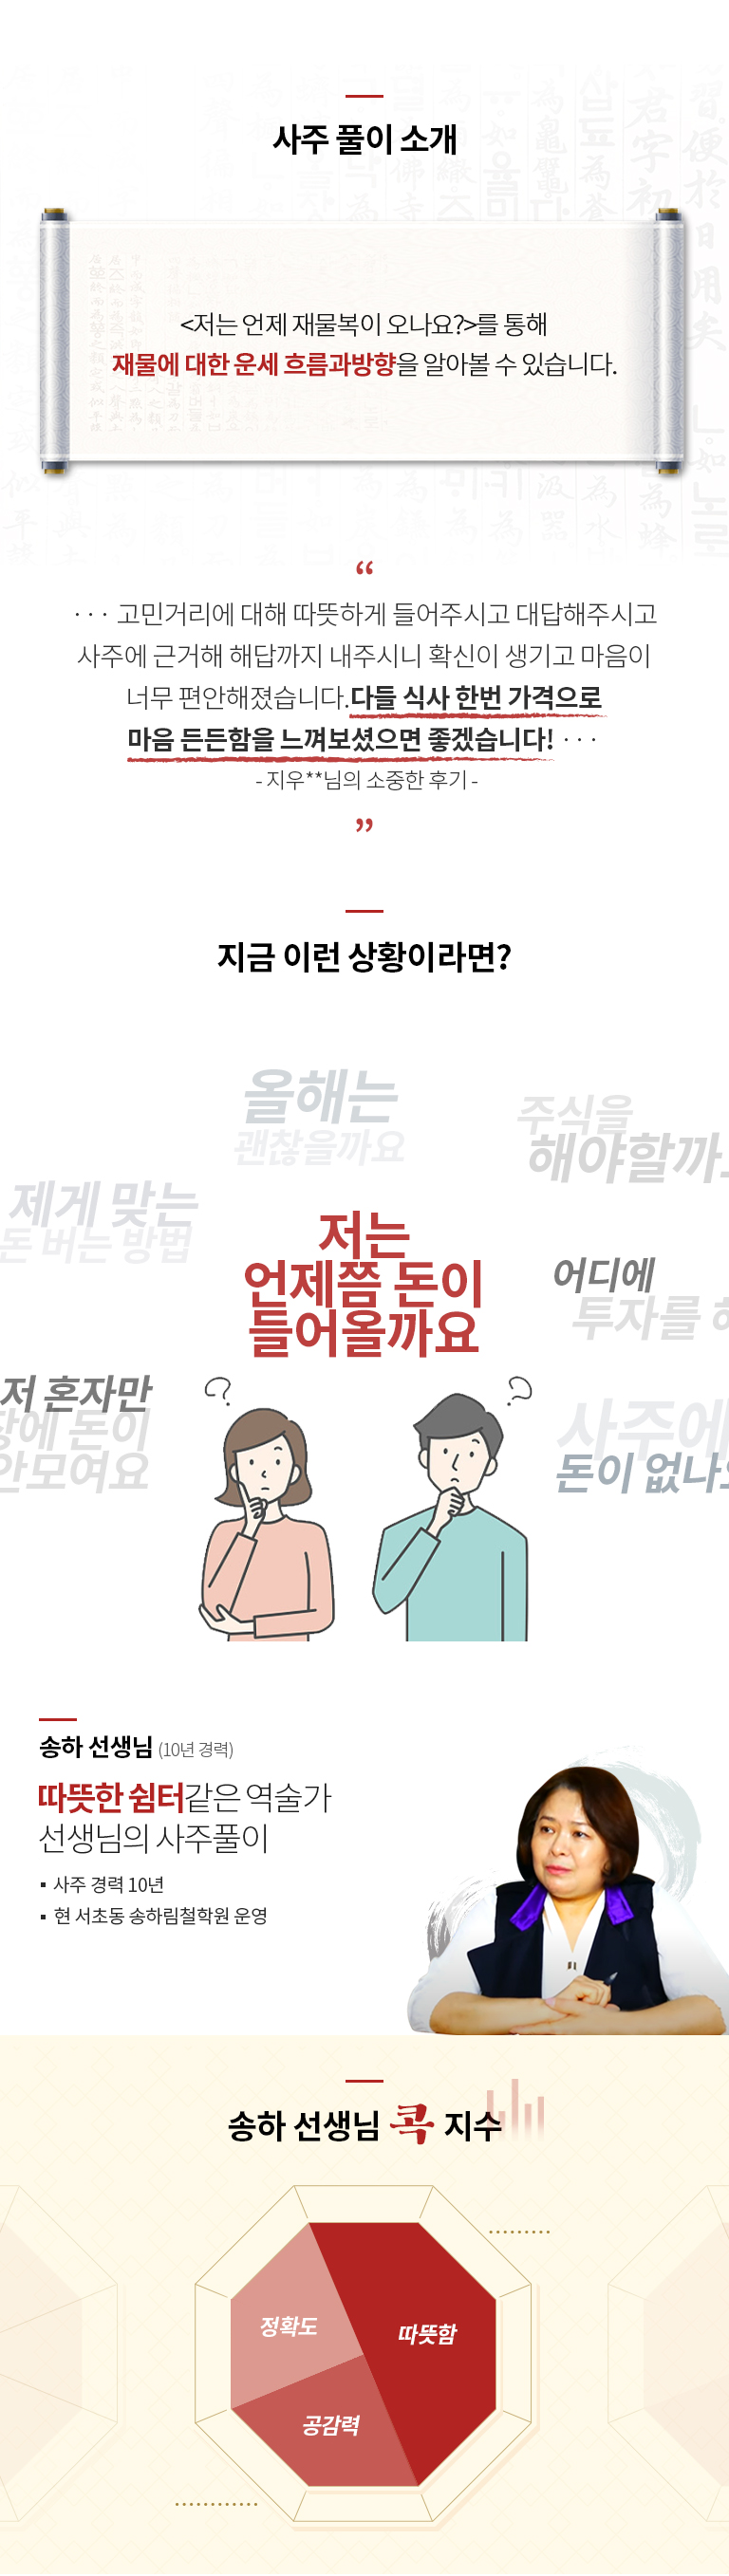 사주 풀이 소개
<저는 언제 재물복이 오나요?>를 통해
재물에 대한 운세 흐름과방향을 알아볼 수 있습니다.
“
··· 고민거리에 대해 따뜻하게 들어주시고 대답해주시고
사주에 근거해 해답까지 내주시니 확신이 생기고 마음이
너무 편안해졌습니다.다들 식사 한번 가격으로
마음 든든함을 느껴보셨으면 좋겠습니다! ···
- 지우**님의 소중한 후기 -
”
지금 이런 상황이라면?
올해는
괜찮을까요
주식을
해야할까
제게 맞는
돈 버는 방법
저는
언제쯤 돈이
들어올까요
어디에
투자를
저 혼자만
돈이
안모여요
사주에
돈이 없나
송하 선생님 (10년 경력)
따뜻한 쉼터같은 역술가
선생님의 사주풀이
▪ 사주 경력 10년
▪ 현 서초동 송하림철학원 운영
송하 선생님 콕 지수
정확도
따뜻함
공감력